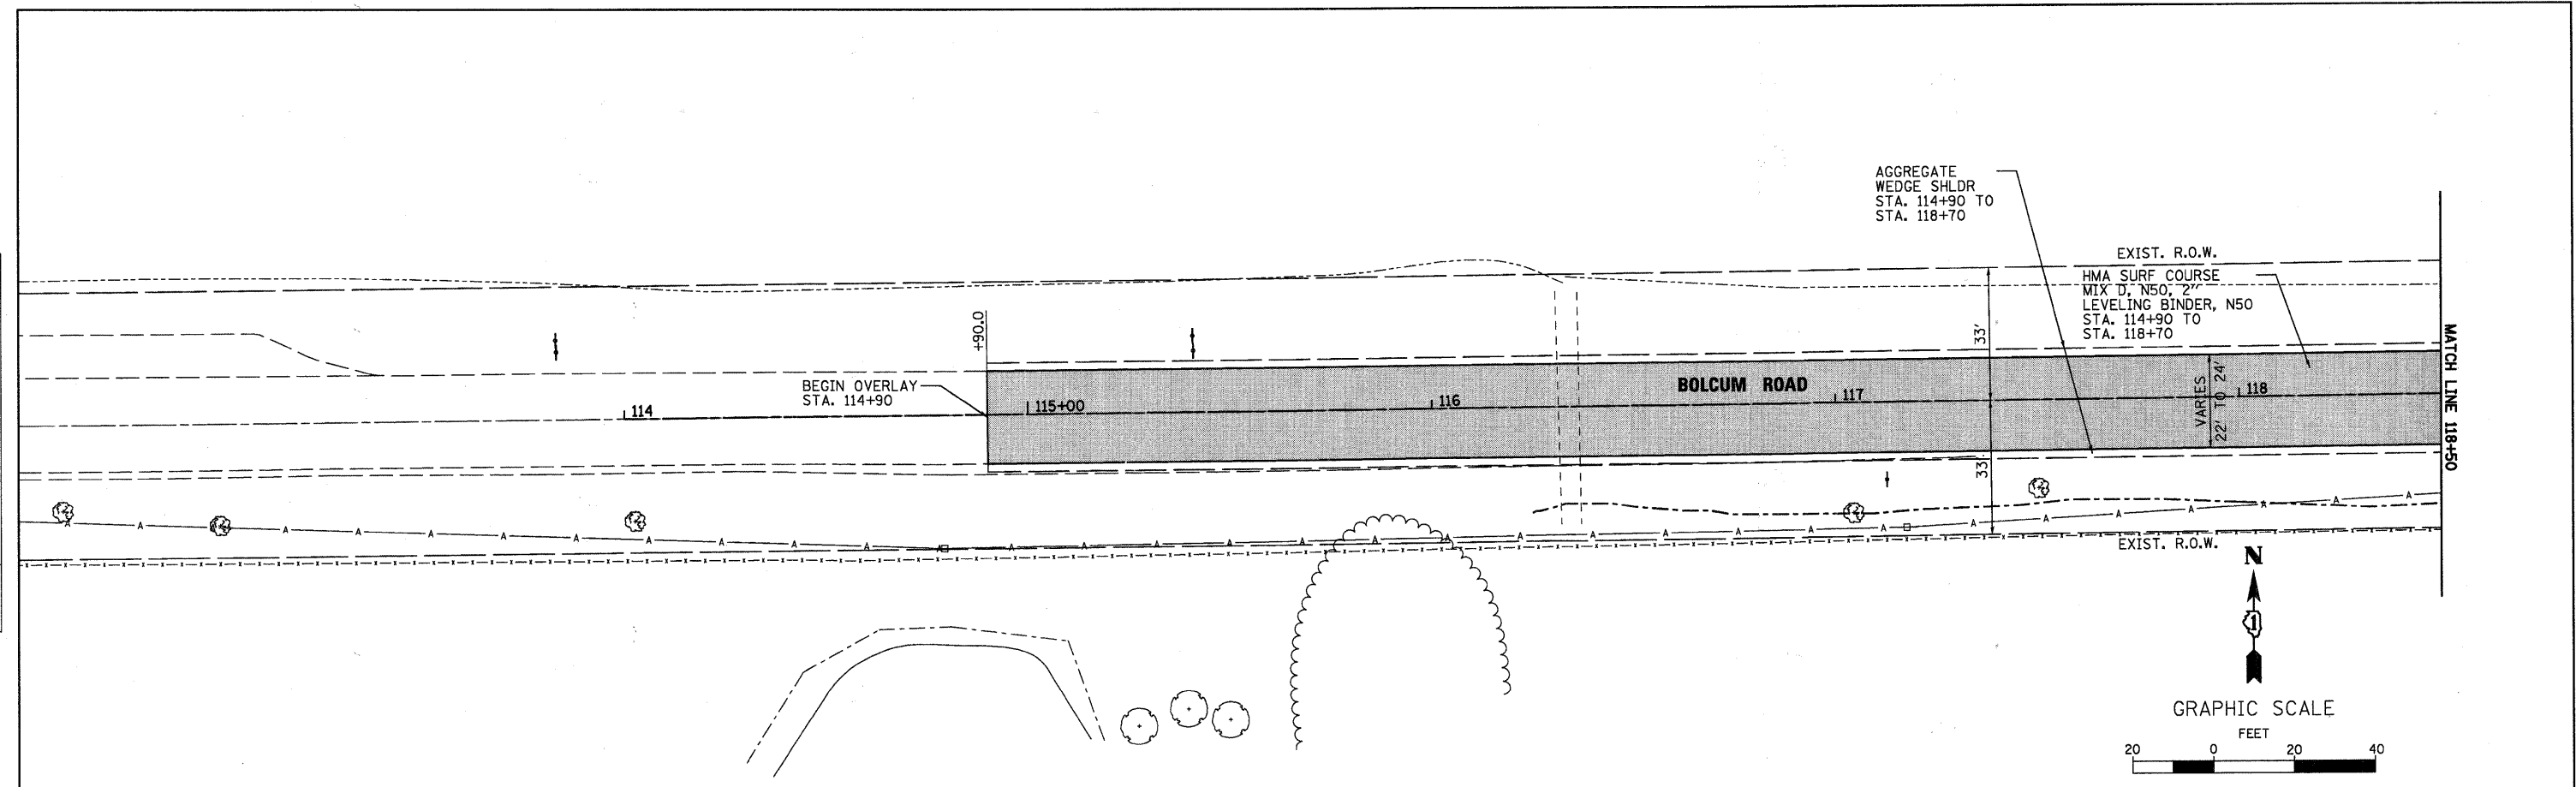 AGGREGATE
WEDGE SHLDR
STA. 114+90 TO
STA. 118+70
EXIST. R.O.W.
HMA SURF COURSE
MIX D, N50, 2"
LEVELING BINDER, N50
STA. 114+90 TO
STA. 118+70
+90.0
33'
MATCH LINE 118+50
BEGIN OVERLAY
STA. 114+90
BOLCUM ROAD
114
115+00
116
117
118
VARIES
22' TO 24'
33'
A A A A A A A A A A A A A A A A A A A A A A A A A A A A A A A A
EXIST. R.O.W.
N
1
GRAPHIC SCALE
FEET
20 0 20 40